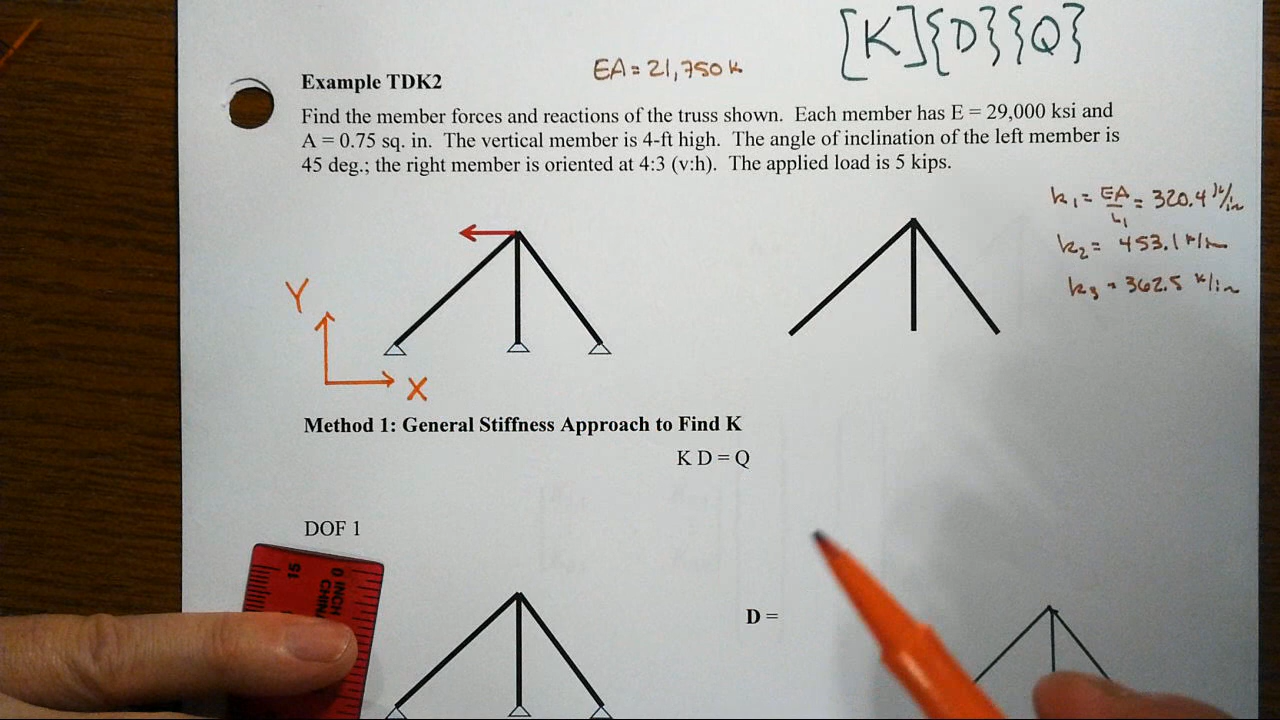 [K]{D}{Q}
EA = 21,750 k
Example TDK2
Find the member forces and reactions of the truss shown. Each member has E = 29,000 ksi and
A = 0.75 sq. in. The vertical member is 4-ft high. The angle of inclination of the left member is
45 deg.; the right member is oriented at 4:3 (v:h). The applied load is 5 kips.
k1 = EA/L1 = 320.4 k/in
k2 = 453.1 k/in
k3 = 362.5 k/in
Y
X
Method 1: General Stiffness Approach to Find K
K D = Q
DOF 1
15
0 INCH
D =